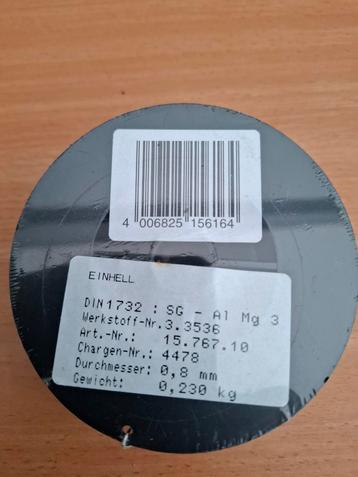 4 006825 156164
EINHELL
DIN1732 : SG - Al Mg 3
Werkstoff-Nr.3.3536
Art.-Nr.: 15.767.10
Chargen-Nr.: 4478
Durchmesser: 0,8 mm
Gewicht: 0,230 kg